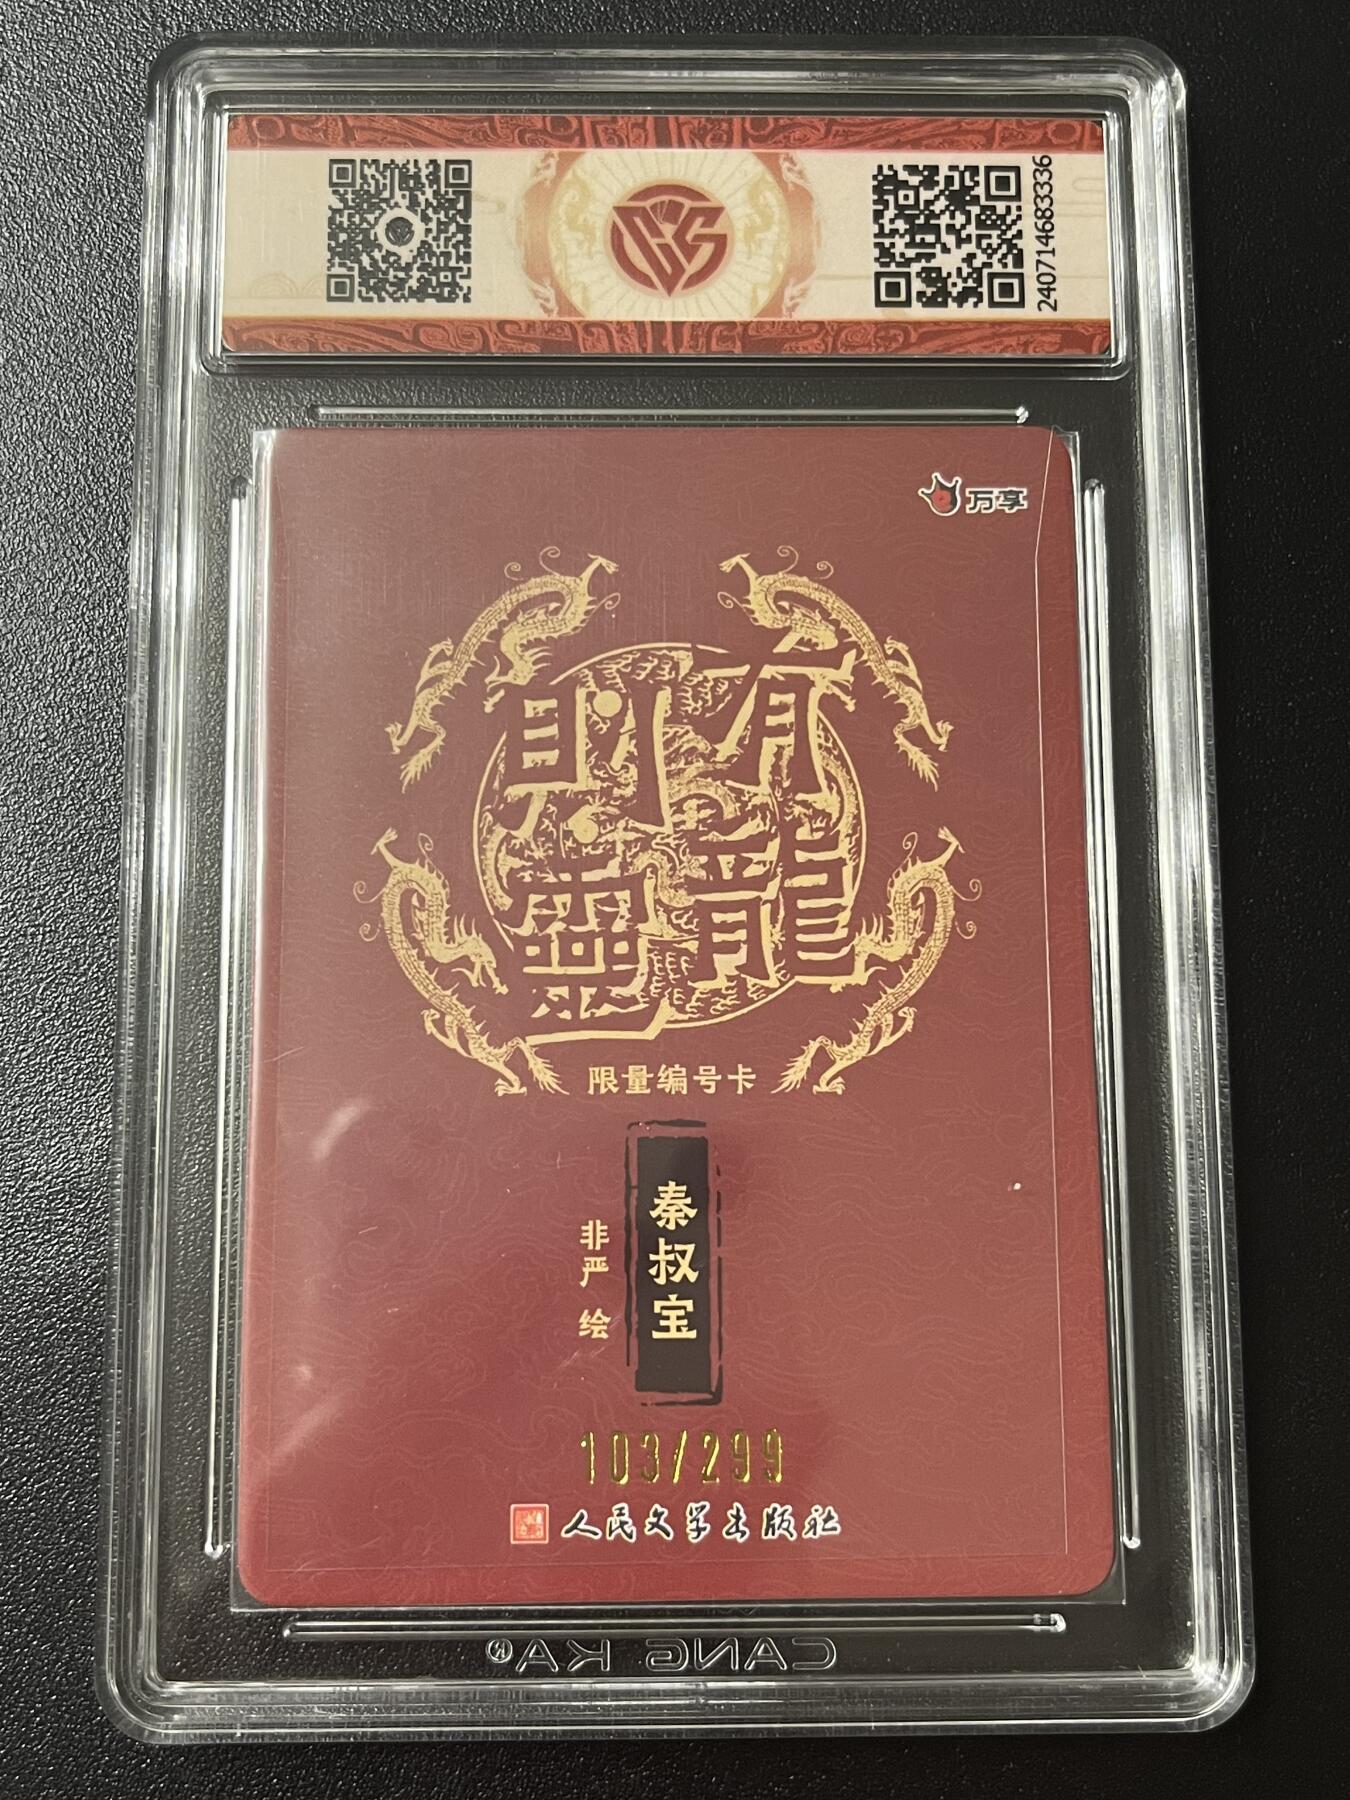 2407146833336
万享
有龍
則靈
限量编号卡
秦叔宝
非严 绘
103/299
人民文学出版社
CANG KA®